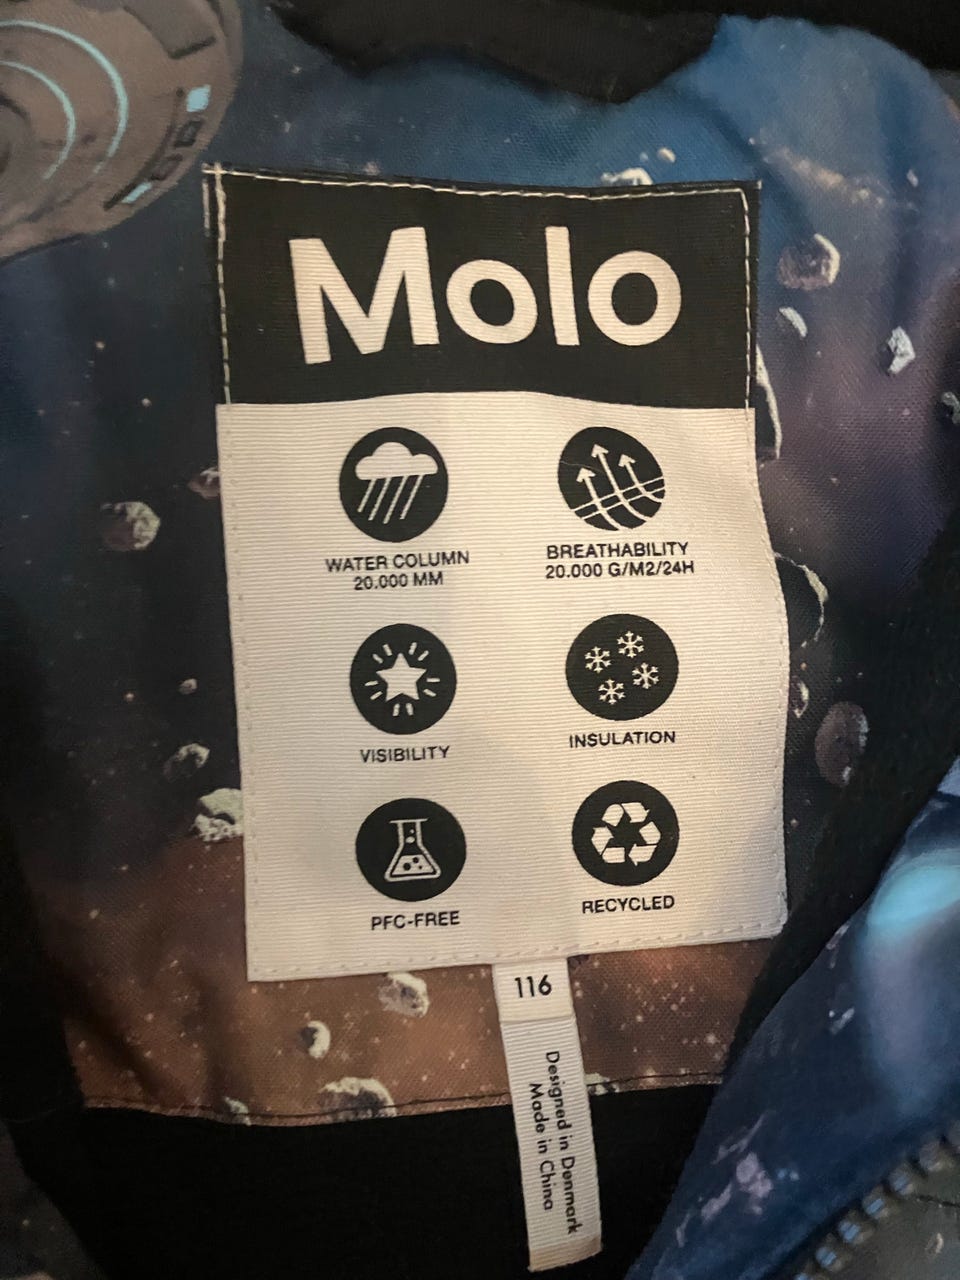 Molo
WATER COLUMN
20.000 MM
BREATHABILITY
20.000 G/M2/24H
VISIBILITY
INSULATION
PFC-FREE
RECYCLED
116
Designed in Denmark
Made in China